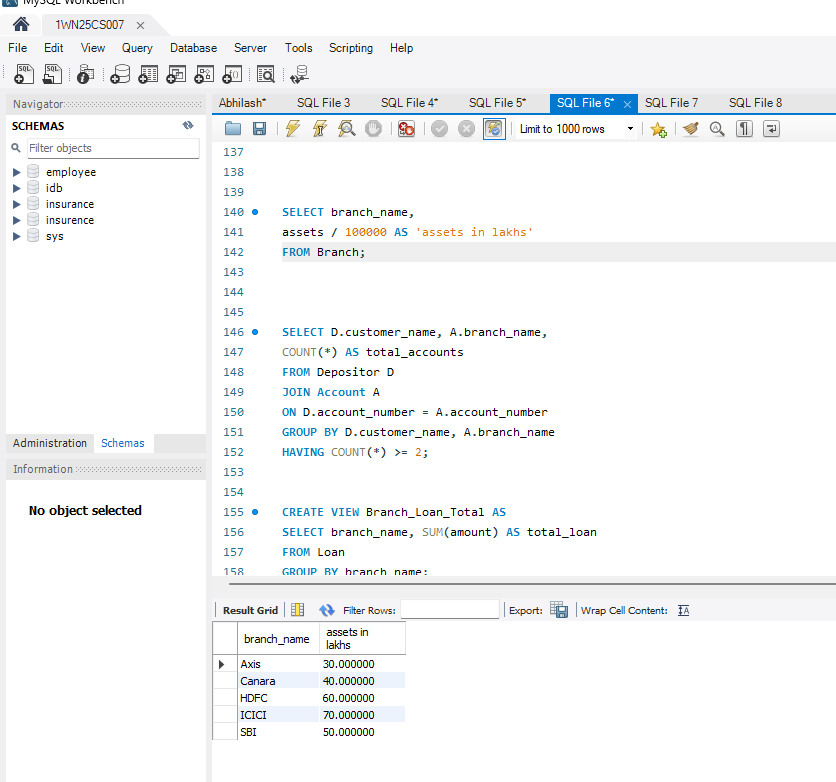 MySQL Workbench
1WN25CS007 ×
File Edit View Query Database Server Tools Scripting Help
Navigator
SCHEMAS
Filter objects
employee
idb
insurance
insurence
sys
Administration Schemas
Information
No object selected
Abhilash* SQL File 3 SQL File 4* SQL File 5* SQL File 6* × SQL File 7 SQL File 8
Limit to 1000 rows
137
138
139
140 SELECT branch_name,
141 assets / 100000 AS 'assets in lakhs'
142 FROM Branch;
143
144
145
146 SELECT D.customer_name, A.branch_name,
147 COUNT(*) AS total_accounts
148 FROM Depositor D
149 JOIN Account A
150 ON D.account_number = A.account_number
151 GROUP BY D.customer_name, A.branch_name
152 HAVING COUNT(*) >= 2;
153
154
155 CREATE VIEW Branch_Loan_Total AS
156 SELECT branch_name, SUM(amount) AS total_loan
157 FROM Loan
158 GROUP BY branch_name;
Result Grid Filter Rows: Export: Wrap Cell Content:
branch_name assets in
lakhs
Axis 30.000000
Canara 40.000000
HDFC 60.000000
ICICI 70.000000
SBI 50.000000